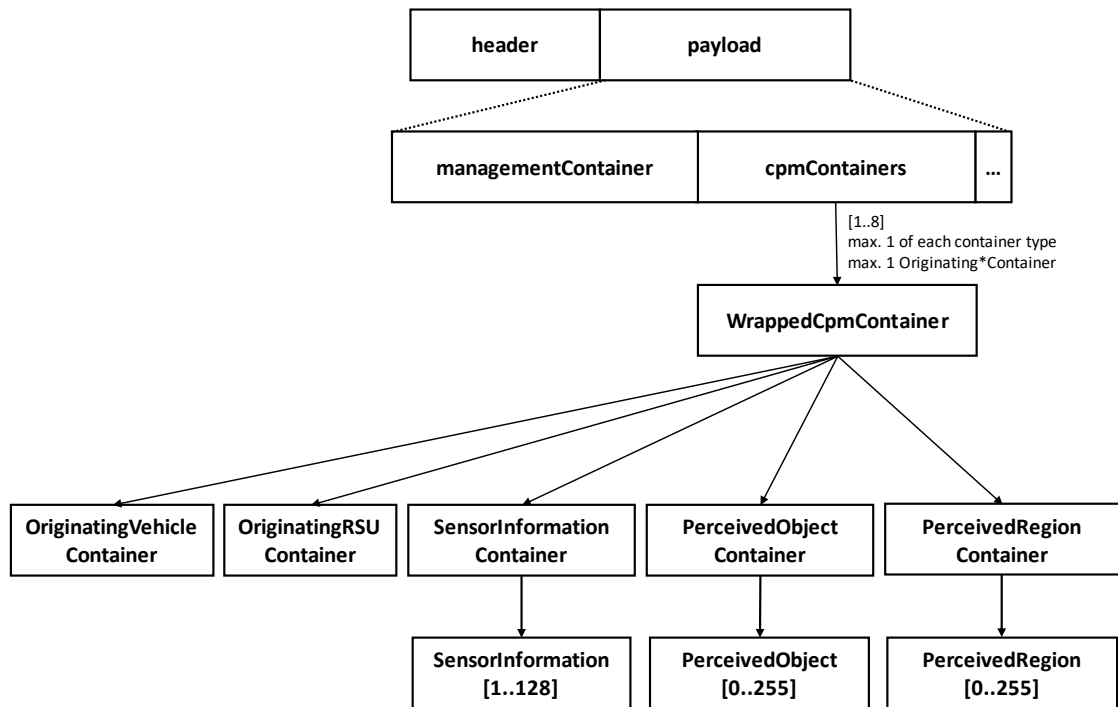 header
payload
managementContainer
cpmContainers
...
[1..8]
max. 1 of each container type
max. 1 Originating*Container
WrappedCpmContainer
OriginatingVehicle
Container
OriginatingRSU
Container
SensorInformation
Container
PerceivedObject
Container
PerceivedRegion
Container
SensorInformation
[1..128]
PerceivedObject
[0..255]
PerceivedRegion
[0..255]